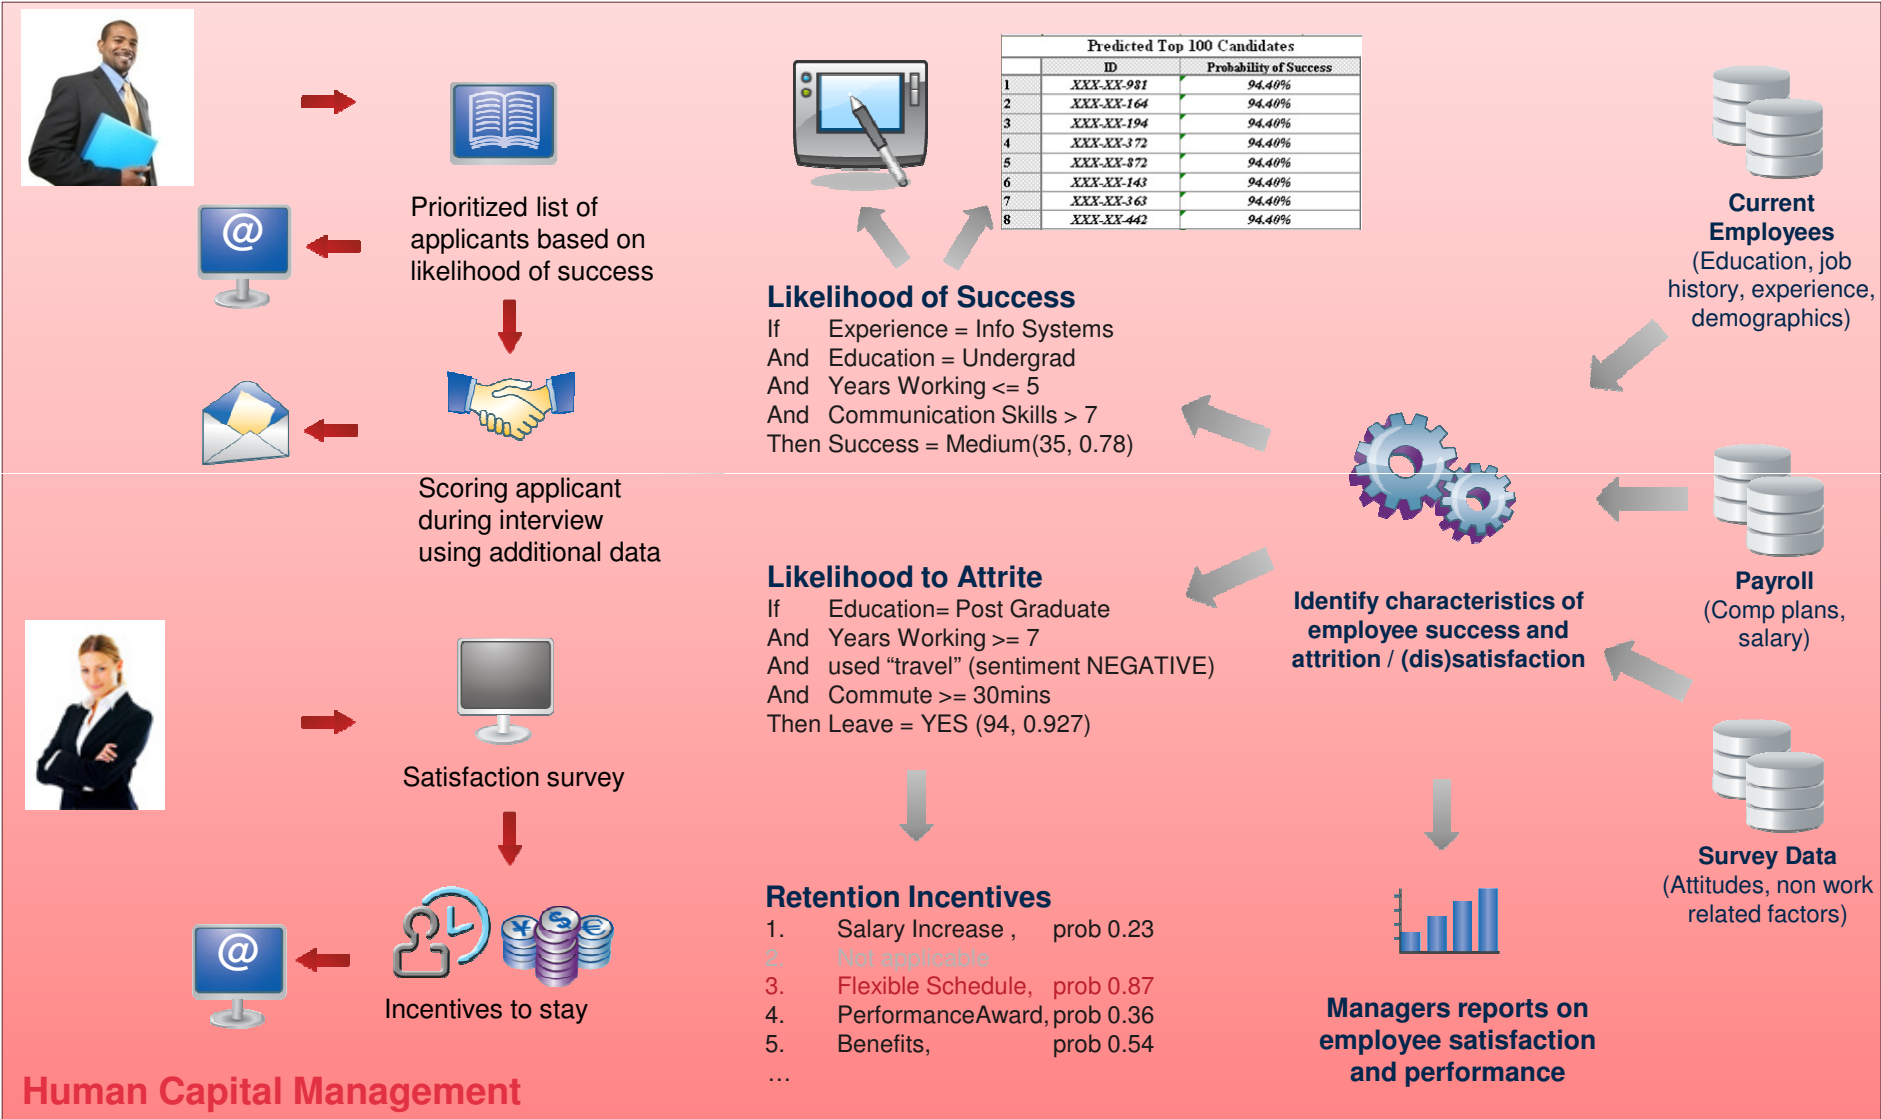 Predicted Top 100 Candidates
ID Probability of Success
1 XXX-XX-981 94.40%
2 XXX-XX-164 94.40%
3 XXX-XX-194 94.40%
4 XXX-XX-372 94.40%
5 XXX-XX-872 94.40%
6 XXX-XX-143 94.40%
7 XXX-XX-363 94.40%
8 XXX-XX-442 94.40%
@
Prioritized list of
applicants based on
likelihood of success
Scoring applicant
during interview
using additional data
Likelihood of Success
If Experience = Info Systems
And Education = Undergrad
And Years Working <= 5
And Communication Skills > 7
Then Success = Medium(35, 0.78)
Current
Employees
(Education, job
history, experience,
demographics)
Payroll
(Comp plans,
salary)
Survey Data
(Attitudes, non work
related factors)
Identify characteristics of
employee success and
attrition / (dis)satisfaction
Likelihood to Attrite
If Education= Post Graduate
And Years Working >= 7
And used “travel” (sentiment NEGATIVE)
And Commute >= 30mins
Then Leave = YES (94, 0.927)
Satisfaction survey
¥ $ €
@
Incentives to stay
Retention Incentives
1. Salary Increase , prob 0.23
2. Not applicable
3. Flexible Schedule, prob 0.87
4. PerformanceAward, prob 0.36
5. Benefits, prob 0.54
…
Managers reports on
employee satisfaction
and performance
Human Capital Management